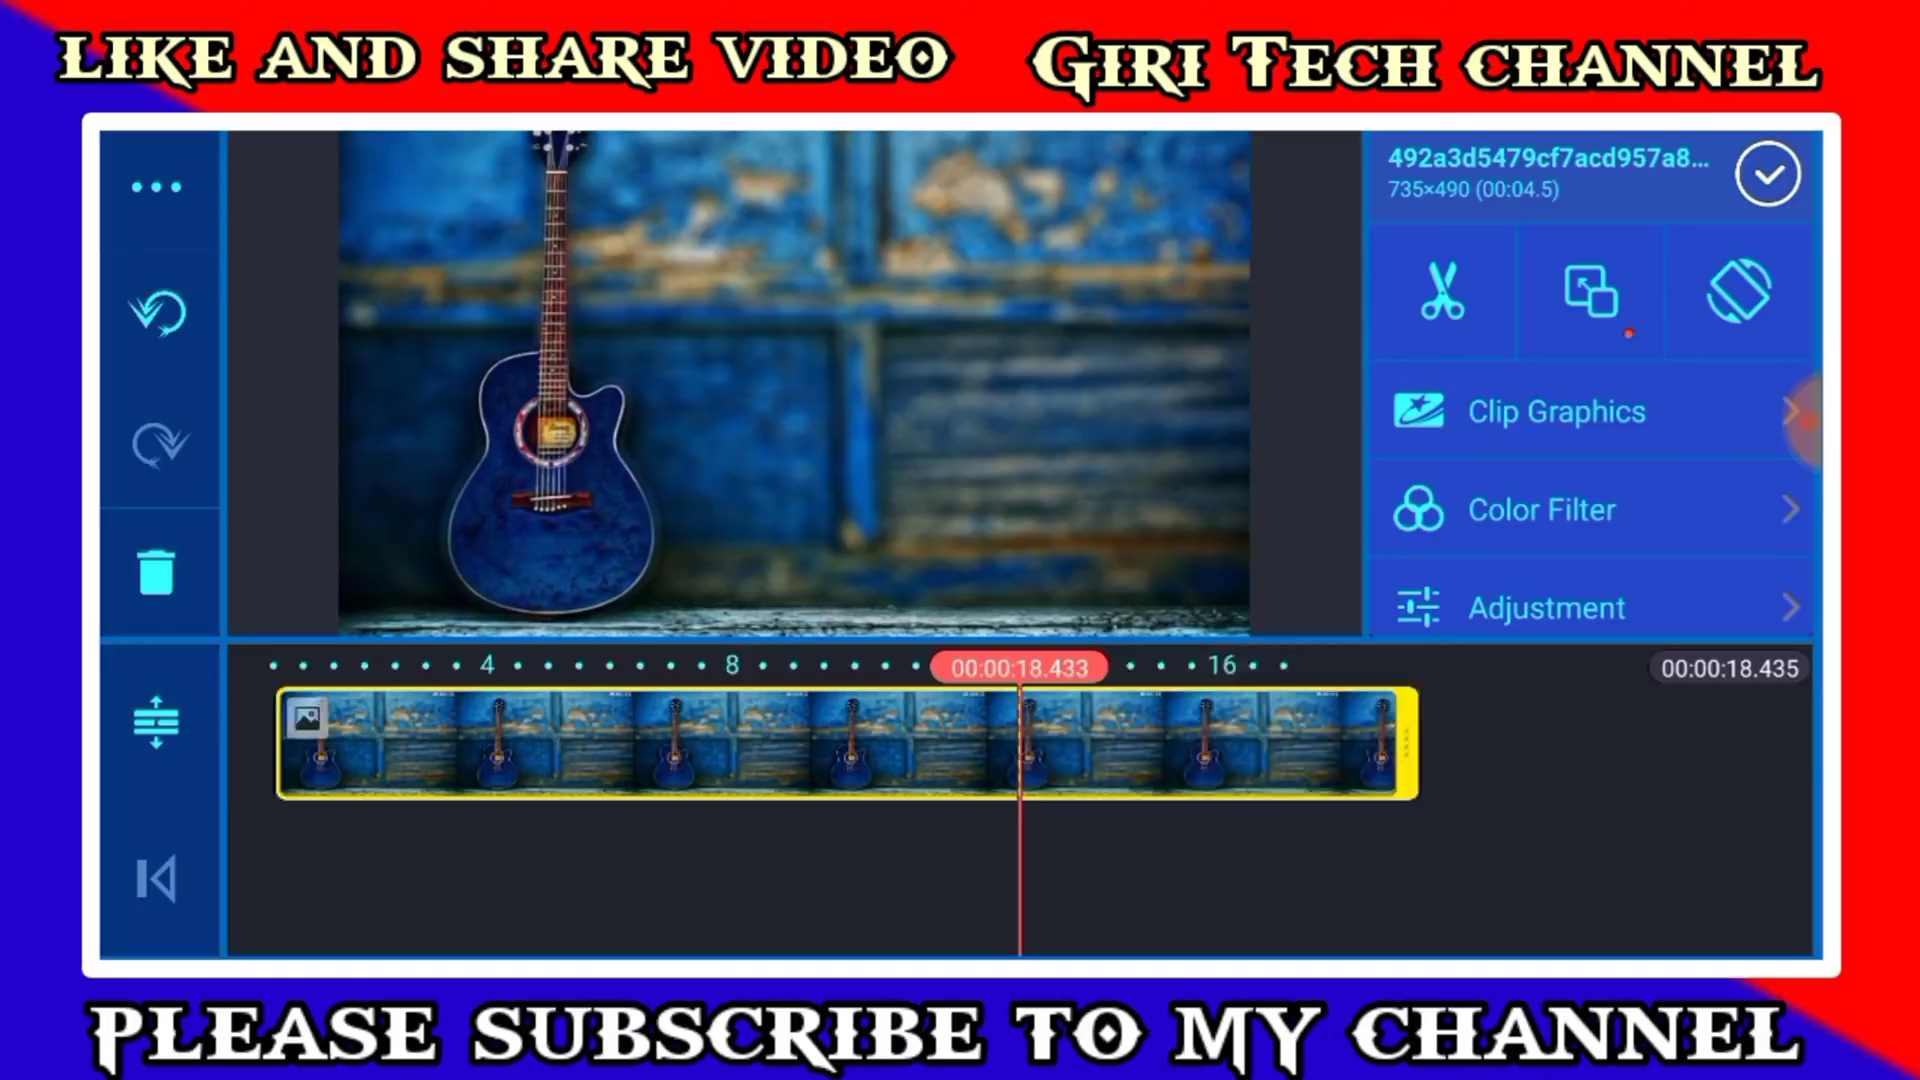 LIKE AND SHARE VIDEO
GIRI TECH CHANNEL
492a3d5479cf7acd957a8...
735×490 (00:04.5)
Clip Graphics
Color Filter
Adjustment
4
8
00:00:18.433
16
00:00:18.435
PLEASE SUBSCRIBE TO MY CHANNEL